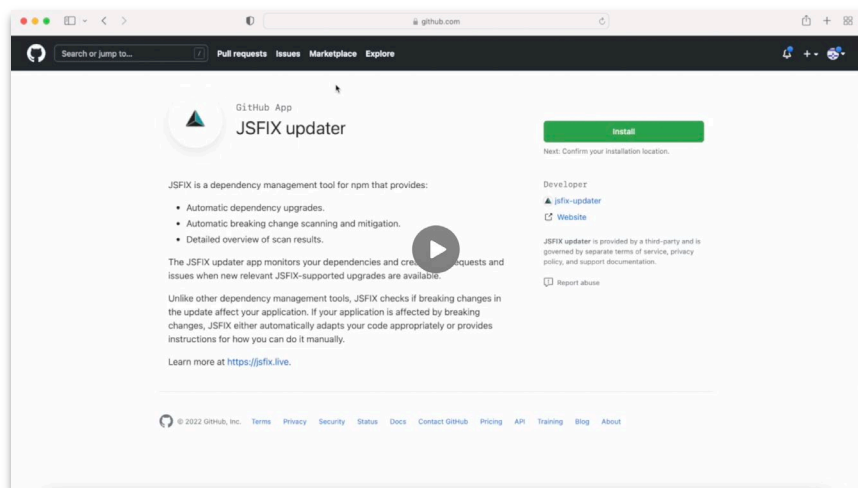 github.com
Search or jump to... /
Pull requests Issues Marketplace Explore
GitHub App
JSFIX updater
Install
Next: Confirm your installation location.
JSFIX is a dependency management tool for npm that provides:
Developer
• Automatic dependency upgrades.
jsfix-updater
• Automatic breaking change scanning and mitigation.
Website
• Detailed overview of scan results.
JSFIX updater is provided by a third-party and is
governed by separate terms of service, privacy
policy, and support documentation.
The JSFIX updater app monitors your dependencies and requests and
issues when new relevant JSFIX-supported upgrades are available.
Report abuse
Unlike other dependency management tools, JSFIX checks if breaking changes in
the update affect your application. If your application is affected by breaking
changes, JSFIX either automatically adapts your code appropriately or provides
instructions for how you can do it manually.
Learn more at https://jsfix.live.
© 2022 GitHub, Inc. Terms Privacy Security Status Docs Contact GitHub Pricing API Training Blog About